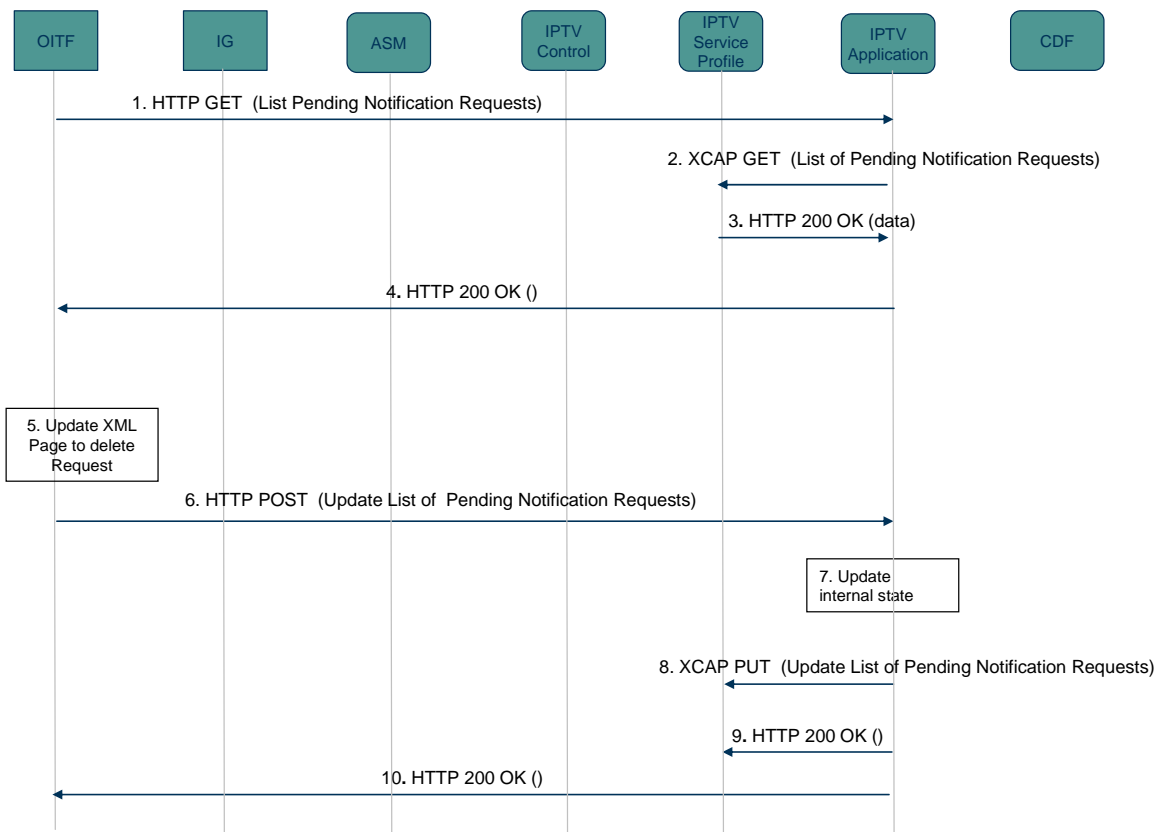 OITF
IG
ASM
IPTV
Control
IPTV
Service
Profile
IPTV
Application
CDF
1. HTTP GET (List Pending Notification Requests)
2. XCAP GET (List of Pending Notification Requests)
3. HTTP 200 OK (data)
4. HTTP 200 OK ()
5. Update XML
Page to delete
Request
6. HTTP POST (Update List of Pending Notification Requests)
7. Update
internal state
8. XCAP PUT (Update List of Pending Notification Requests)
9. HTTP 200 OK ()
10. HTTP 200 OK ()